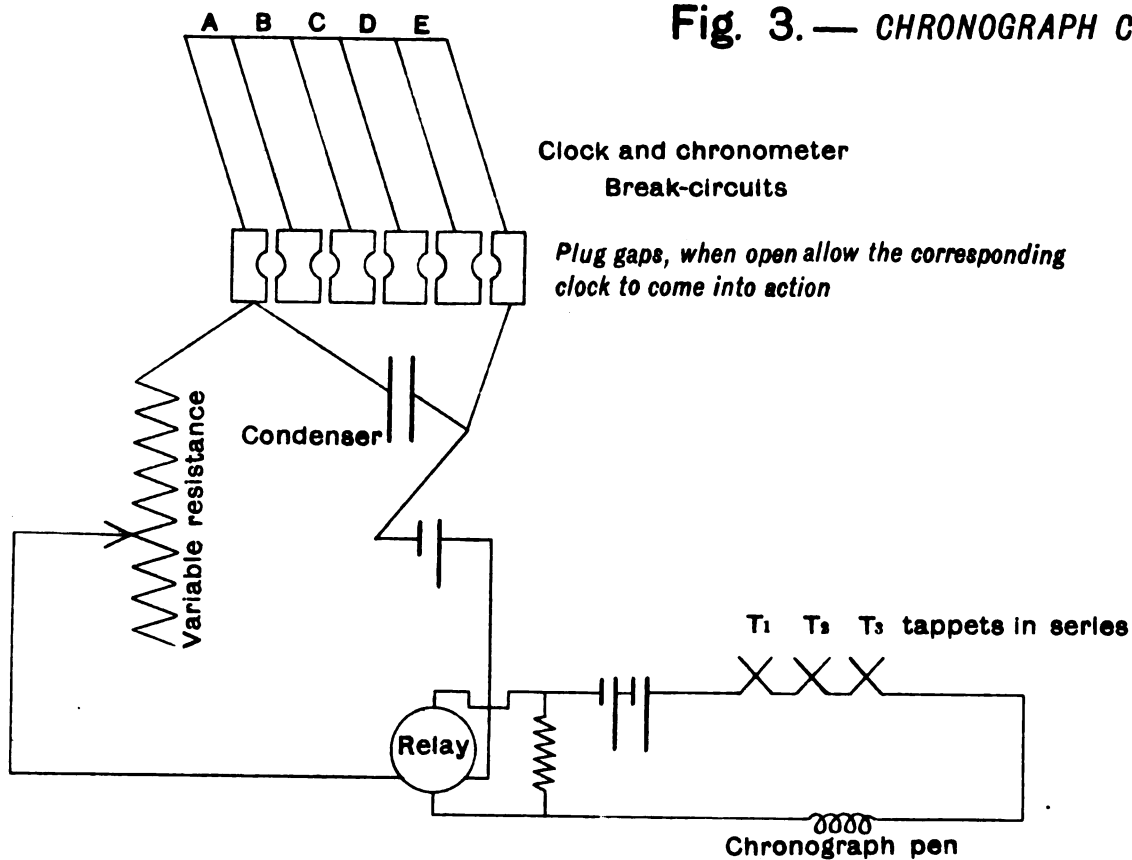 A B C D E
Fig. 3.— CHRONOGRAPH C
Clock and chronometer
Break-circuits
Plug gaps, when open allow the corresponding
clock to come into action
Variable resistance
Condenser
T1 T2 T3 tappets in series
Relay
Chronograph pen